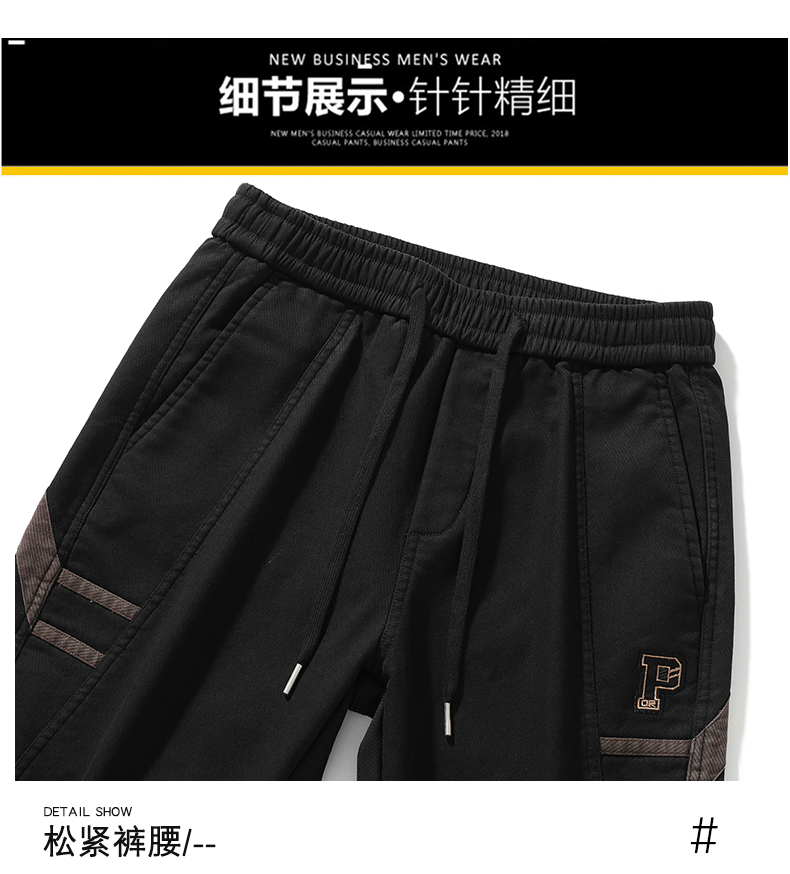 NEW BUSINESS MEN'S WEAR
细节展示•针针精细
NEW MEN'S BUSINESS CASUAL WEAR LIMITED TIME PRICE, 2018
CASUAL PANTS, BUSINESS CASUAL PANTS
P
OR
DETAIL SHOW
松紧裤腰/--
#